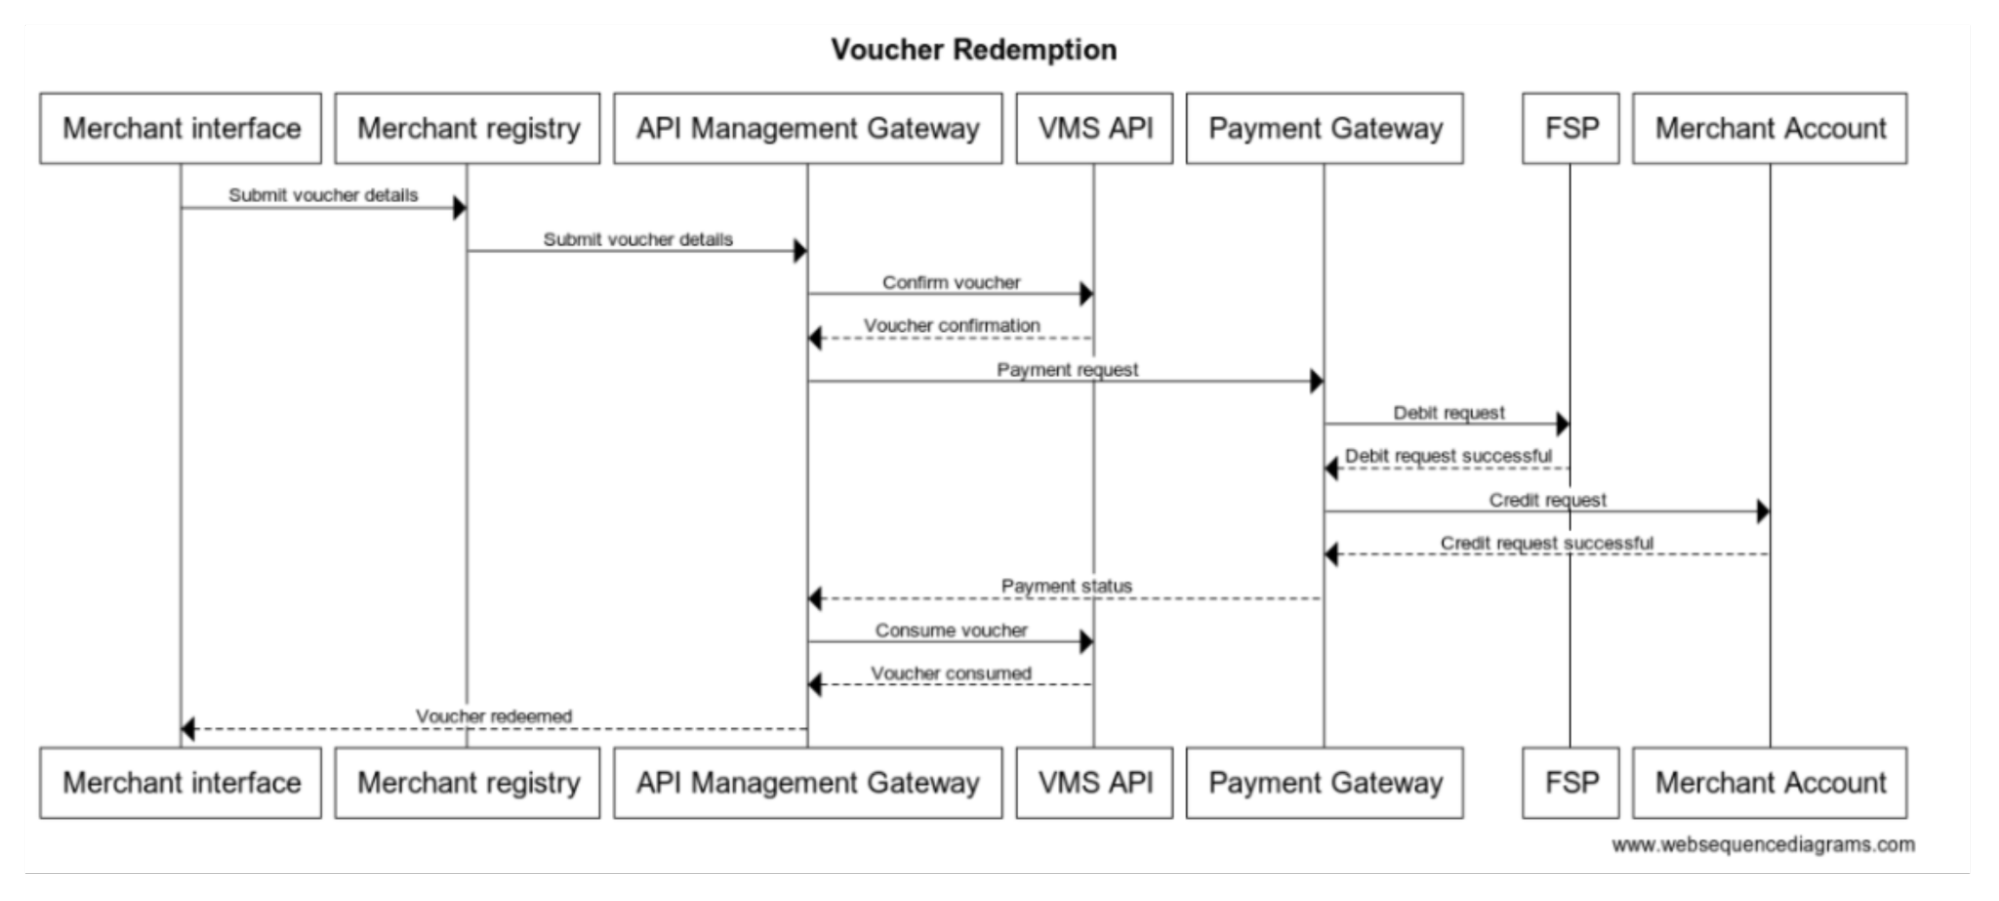 Voucher Redemption
Merchant interface
Merchant registry
API Management Gateway
VMS API
Payment Gateway
FSP
Merchant Account
Submit voucher details
Submit voucher details
Confirm voucher
Voucher confirmation
Payment request
Debit request
Debit request successful
Credit request
Credit request successful
Payment status
Consume voucher
Voucher consumed
Voucher redeemed
Merchant interface
Merchant registry
API Management Gateway
VMS API
Payment Gateway
FSP
Merchant Account
www.websequencediagrams.com